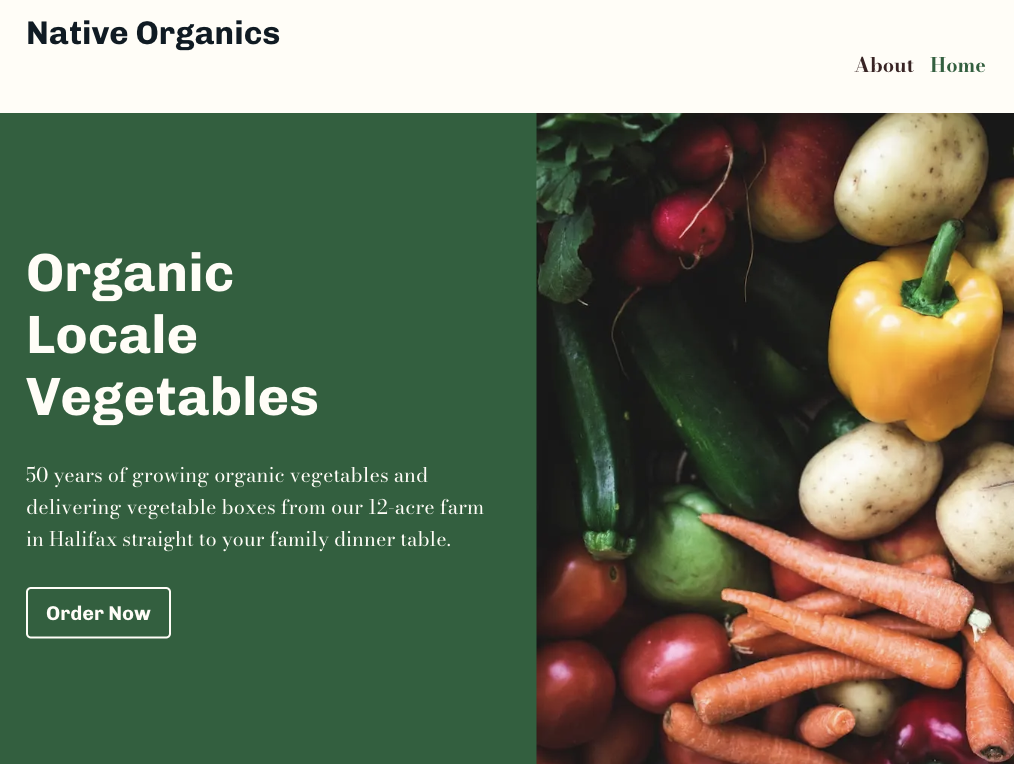 Native Organics
About Home
Organic
Locale
Vegetables
50 years of growing organic vegetables and
delivering vegetable boxes from our 12-acre farm
in Halifax straight to your family dinner table.
Order Now